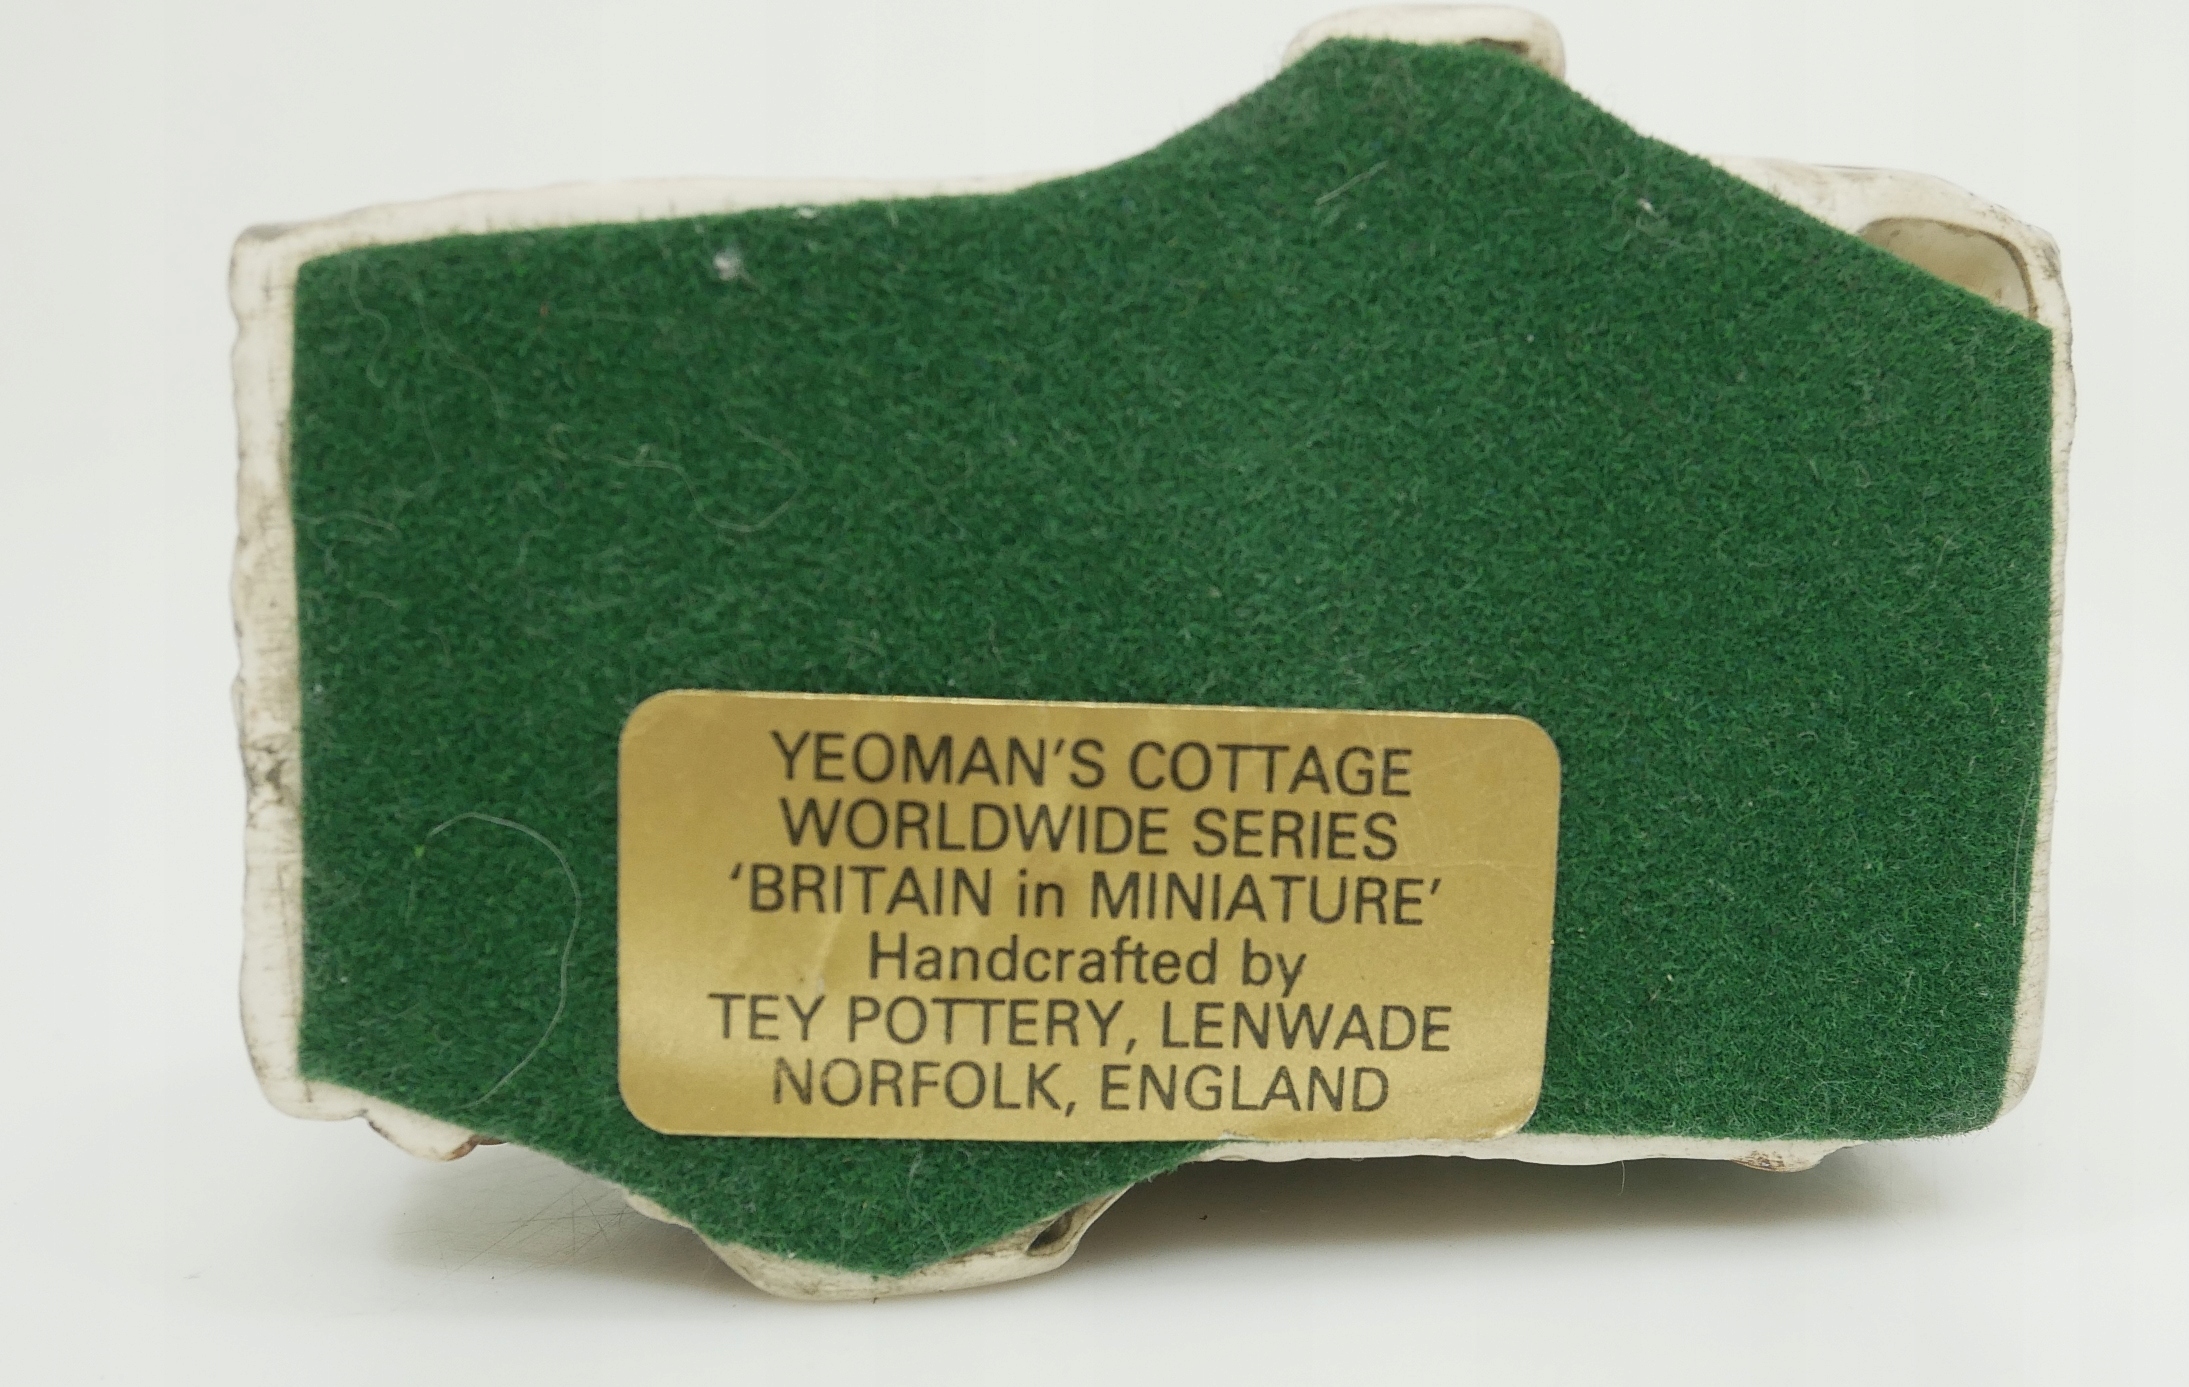 YEOMAN'S COTTAGE
WORLDWIDE SERIES
‘BRITAIN in MINIATURE’
Handcrafted by
TEY POTTERY, LENWADE
NORFOLK, ENGLAND